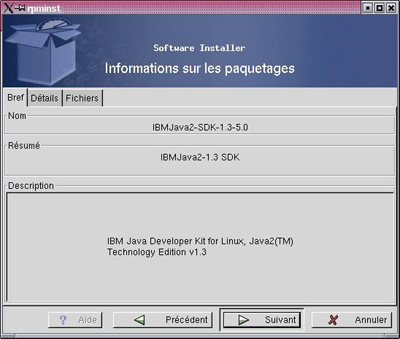 rpminst
Software Installer
Informations sur les paquetages
Bref Détails Fichiers
Nom
IBMJava2-SDK-1.3-5.0
Résumé
IBMJava2-1.3 SDK
Description
IBM Java Developer Kit for Linux, Java2(TM)
Technology Edition v1.3
? Aide Précédent Suivant Annuler